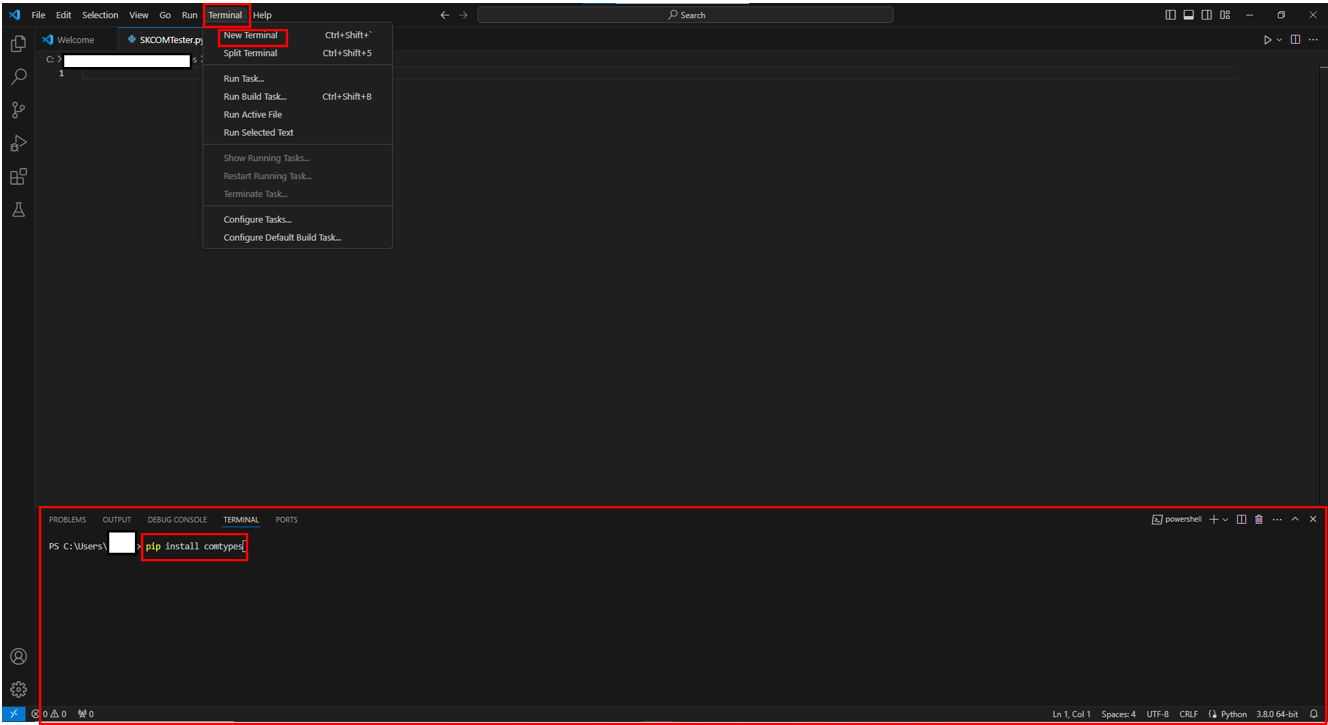 File Edit Selection View Go Run Terminal Help
Search
Welcome
SKCOMTester.py
C: >
s
1
New Terminal Ctrl+Shift+`
Split Terminal Ctrl+Shift+5
Run Task...
Run Build Task... Ctrl+Shift+B
Run Active File
Run Selected Text
Show Running Tasks...
Restart Running Task...
Terminate Task...
Configure Tasks...
Configure Default Build Task...
PROBLEMS OUTPUT DEBUG CONSOLE TERMINAL PORTS
powershell
PS C:\Users\ > pip install comtypes
0 0 0
Ln 1, Col 1 Spaces: 4 UTF-8 CRLF Python 3.8.0 64-bit